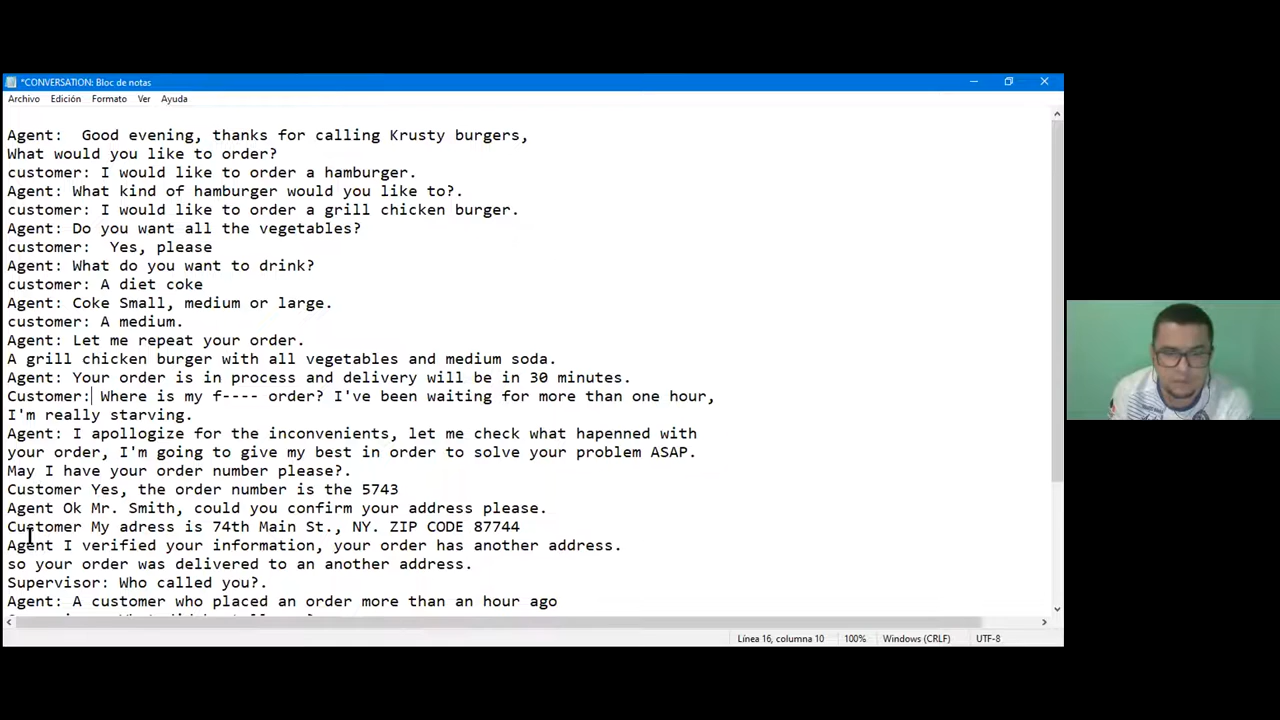 *CONVERSATION: Bloc de notas
Archivo Edición Formato Ver Ayuda
Agent:  Good evening, thanks for calling Krusty burgers,
What would you like to order?
customer: I would like to order a hamburger.
Agent: What kind of hamburger would you like to?.
customer: I would like to order a grill chicken burger.
Agent: Do you want all the vegetables?
customer:  Yes, please
Agent: What do you want to drink?
customer: A diet coke
Agent: Coke Small, medium or large.
customer: A medium.
Agent: Let me repeat your order.
A grill chicken burger with all vegetables and medium soda.
Agent: Your order is in process and delivery will be in 30 minutes.
Customer: Where is my f---- order? I've been waiting for more than one hour,
I'm really starving.
Agent: I apollogize for the inconvenients, let me check what hapenned with
your order, I'm going to give my best in order to solve your problem ASAP.
May I have your order number please?.
Customer Yes, the order number is the 5743
Agent Ok Mr. Smith, could you confirm your address please.
Customer My adress is 74th Main St., NY. ZIP CODE 87744
Agent I verified your information, your order has another address.
so your order was delivered to an another address.
Supervisor: Who called you?.
Agent: A customer who placed an order more than an hour ago
Línea 16, columna 10 100% Windows (CRLF) UTF-8